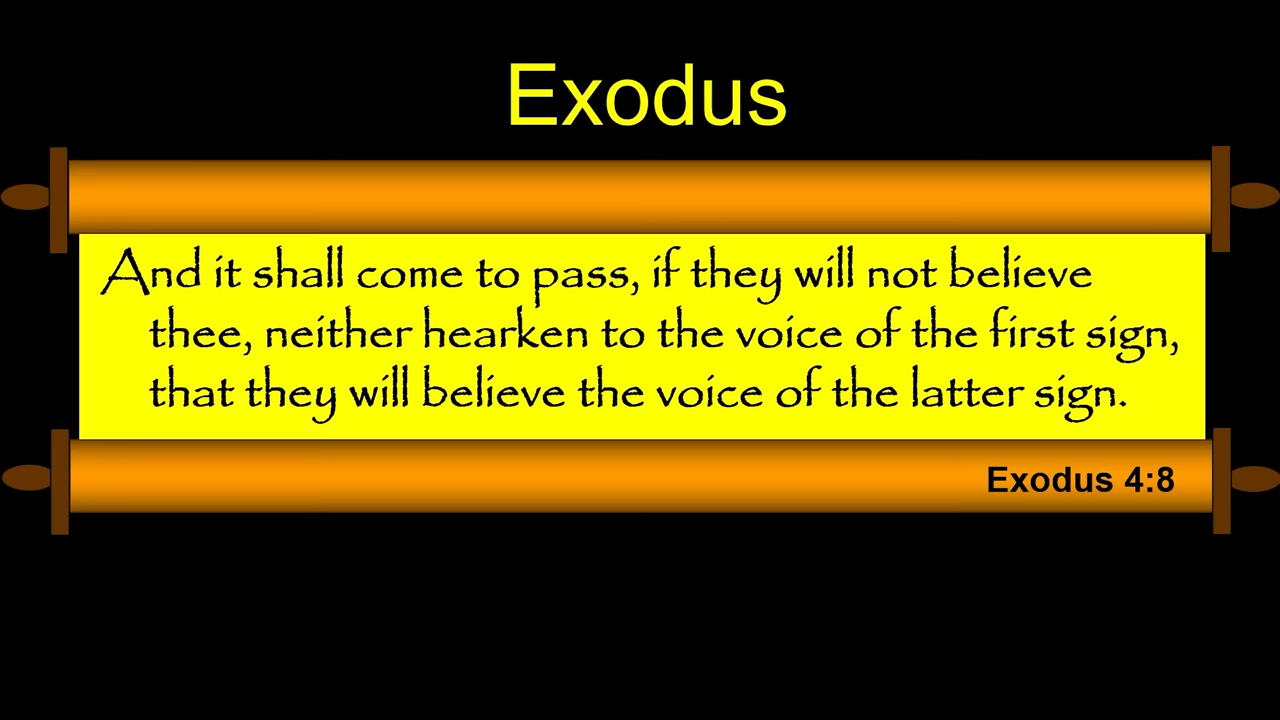 Exodus
And it shall come to pass, if they will not believe
thee, neither hearken to the voice of the first sign,
that they will believe the voice of the latter sign.
Exodus 4:8